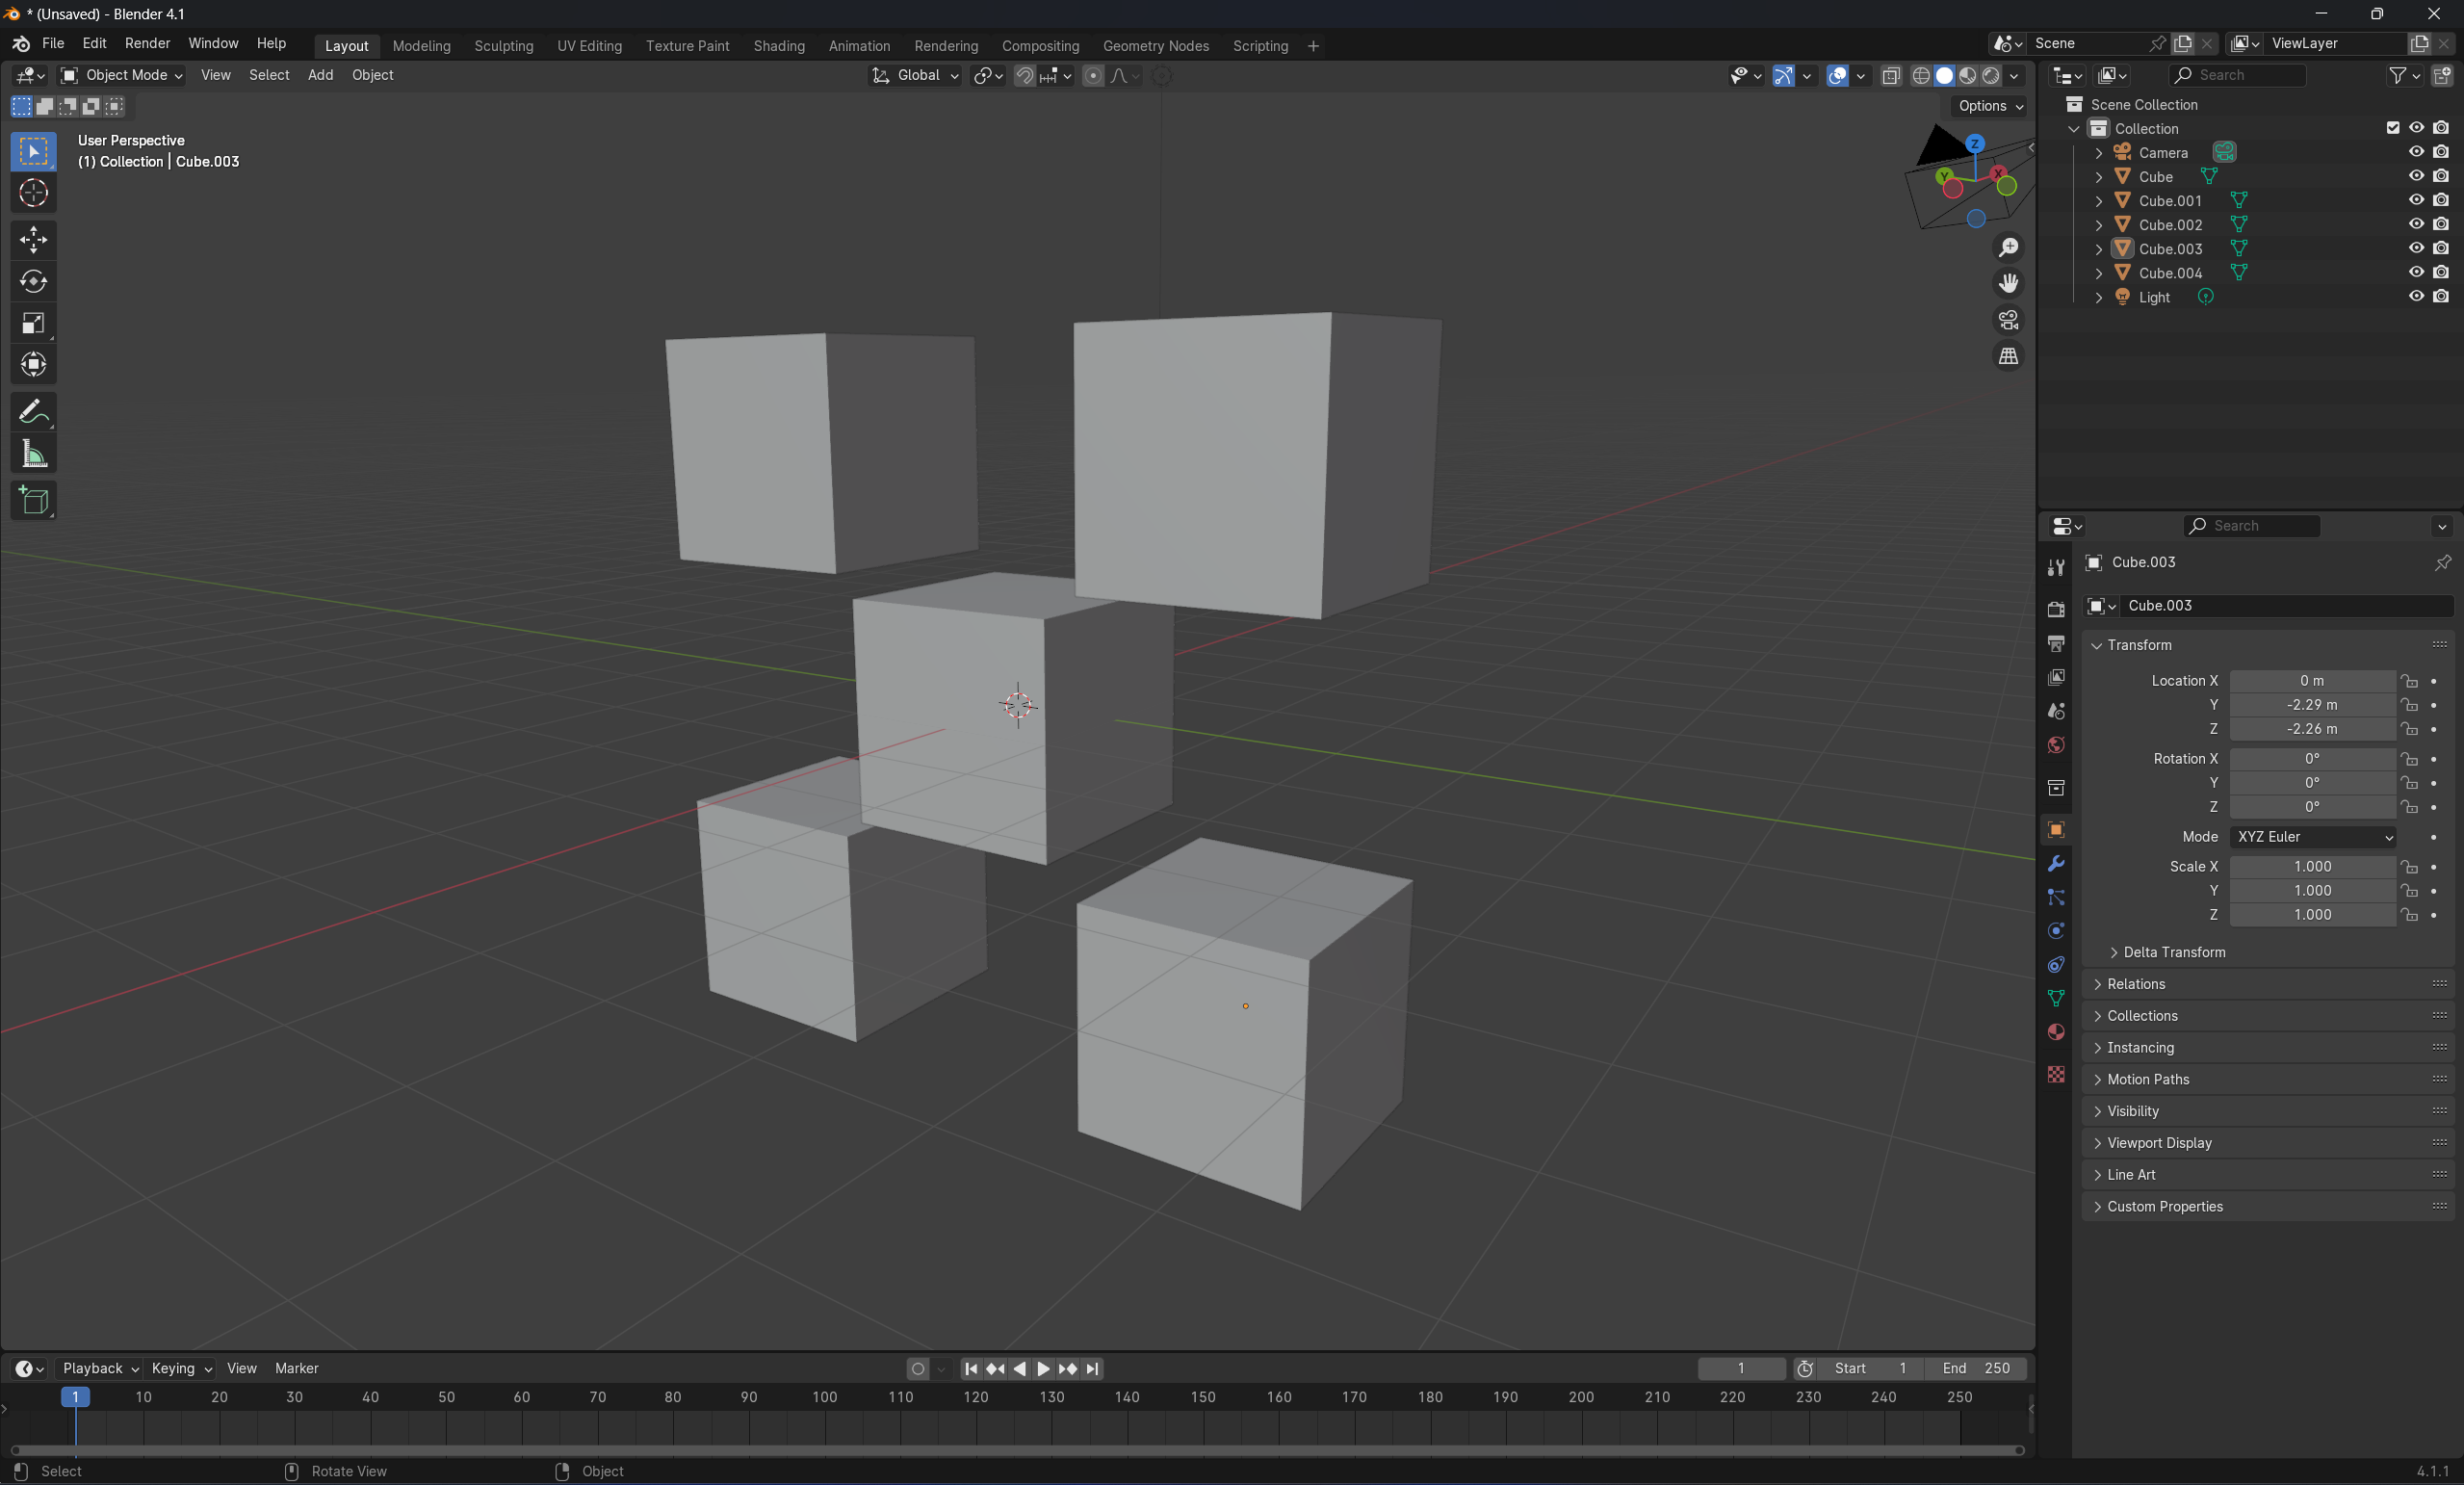 * (Unsaved) - Blender 4.1
File Edit Render Window Help Layout Modeling Sculpting UV Editing Texture Paint Shading Animation Rendering Compositing Geometry Nodes Scripting + Scene ViewLayer
Object Mode View Select Add Object Global Search
Options
User Perspective
(1) Collection | Cube.003
Z
Y
X
Scene Collection
Collection
Camera
Cube
Cube.001
Cube.002
Cube.003
Cube.004
Light
Search
Cube.003
Cube.003
Transform
Location X 0 m
Y -2.29 m
Z -2.26 m
Rotation X 0°
Y 0°
Z 0°
Mode XYZ Euler
Scale X 1.000
Y 1.000
Z 1.000
Delta Transform
Relations
Collections
Instancing
Motion Paths
Visibility
Viewport Display
Line Art
Custom Properties
Playback Keying View Marker 1 Start 1 End 250
1 10 20 30 40 50 60 70 80 90 100 110 120 130 140 150 160 170 180 190 200 210 220 230 240 250
Select Rotate View Object 4.1.1